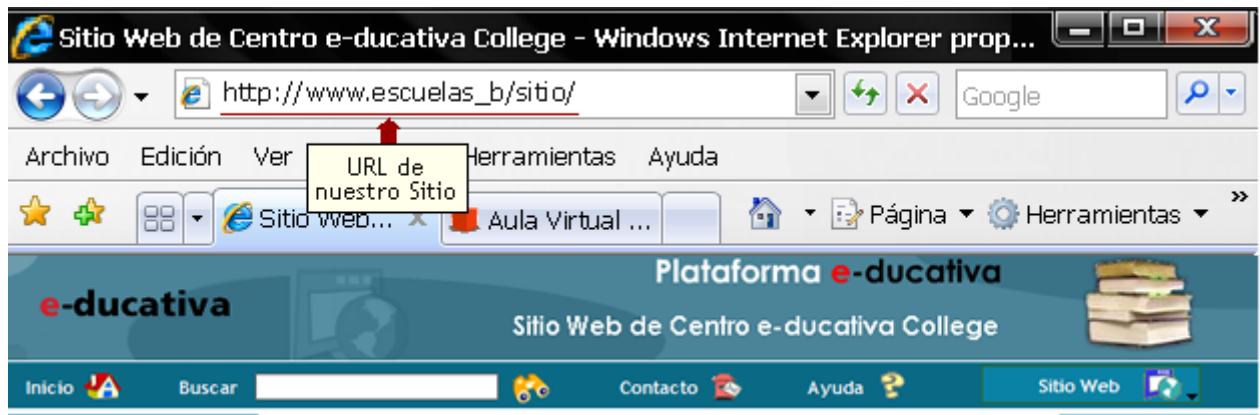 Sitio Web de Centro e-ducativa College - Windows Internet Explorer prop...
http://www.escuelas_b/sitio/
Google
Archivo Edición Ver Herramientas Ayuda
URL de
nuestro Sitio
Sitio Web... Aula Virtual ... Página Herramientas
Plataforma e-ducativa
e-ducativa
Sitio Web de Centro e-ducativa College
Inicio Buscar Contacto Ayuda Sitio Web